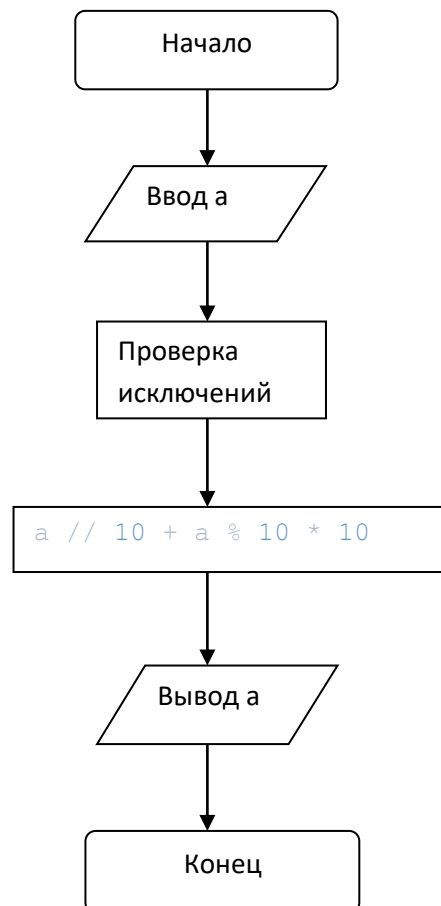 Начало
Ввод а
Проверка
исключений
a // 10 + a % 10 * 10
Вывод а
Конец